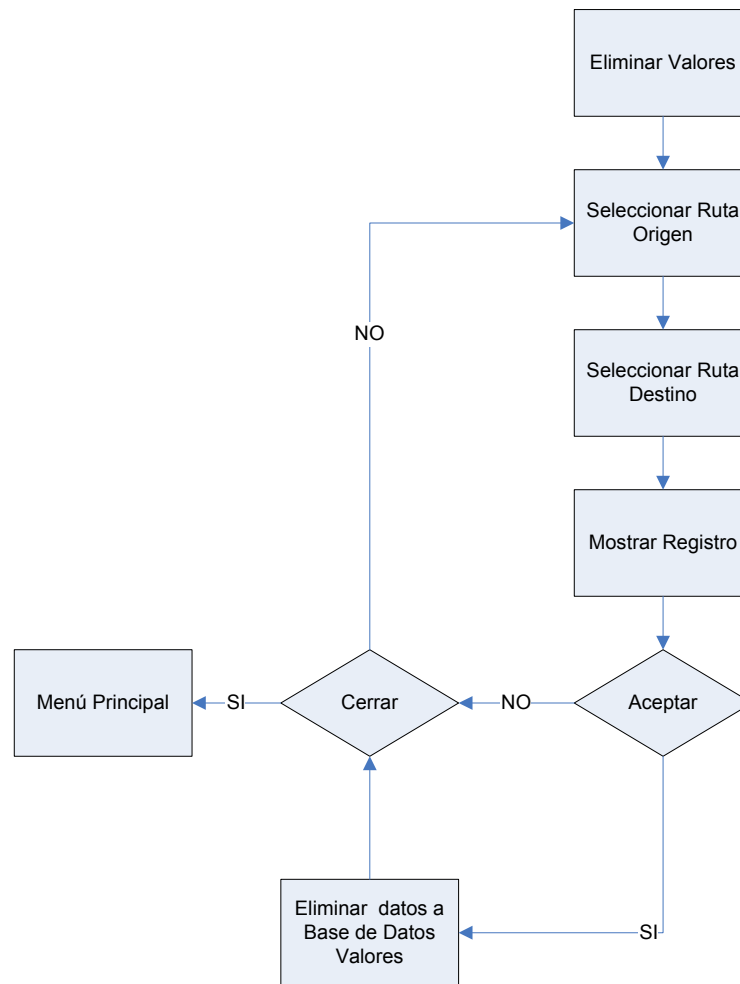 Eliminar Valores
Seleccionar Ruta
Origen
NO
Seleccionar Ruta
Destino
Mostrar Registro
Menú Principal
SI
Cerrar
NO
Aceptar
Eliminar datos a
Base de Datos
Valores
SI